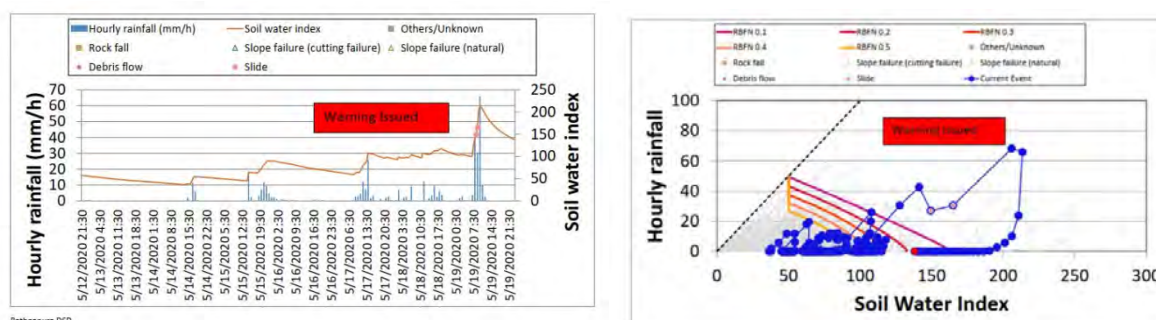 Hourly rainfall (mm/h) Soil water index Others/Unknown
Rock fall Slope failure (cutting failure) Slope failure (natural)
Debris flow Slide
70 250
60 200
50
40 150
30 100
20
10 50
0 0
Warning Issued
Hourly rainfall (mm/h)
Soil water index
5/12/2020 21:30
5/13/2020 4:30
5/13/2020 11:30
5/13/2020 18:30
5/14/2020 1:30
5/14/2020 8:30
5/14/2020 15:30
5/14/2020 22:30
5/15/2020 5:30
5/15/2020 12:30
5/15/2020 19:30
5/16/2020 2:30
5/16/2020 9:30
5/16/2020 16:30
5/16/2020 23:30
5/17/2020 6:30
5/17/2020 13:30
5/17/2020 20:30
5/18/2020 3:30
5/18/2020 10:30
5/18/2020 17:30
5/19/2020 0:30
5/19/2020 7:30
5/19/2020 14:30
5/19/2020 21:30
RBFN 0.1 RBFN 0.2 RBFN 0.3
RBFN 0.4 RBFN 0.5 Others/Unknown
Rock fall Slope failure (cutting failure) Slope failure (natural)
Debris flow Slide Current Event
100
80
60
40
20
0
Warning Issued
Hourly rainfall
0 50 100 150 200 250 300
Soil Water Index